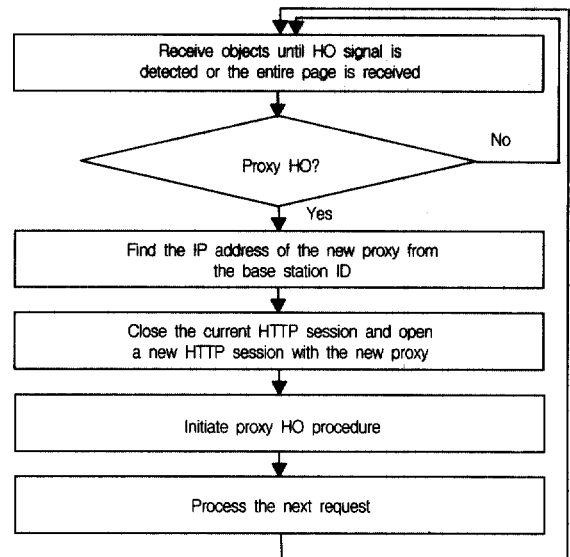 Receive objects until HO signal is
detected or the entire page is received
No
Proxy HO?
Yes
Find the IP address of the new proxy from
the base station ID
Close the current HTTP session and open
a new HTTP session with the new proxy
Initiate proxy HO procedure
Process the next request